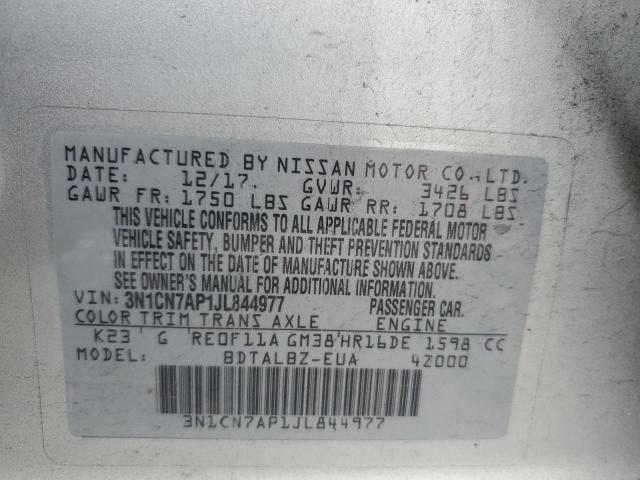 MANUFACTURED BY NISSAN MOTOR CO., LTD.
DATE: 12/17. GVWR: 3426 LBS
GAWR FR: 1750 LBS GAWR RR: 1708 LBS
THIS VEHICLE CONFORMS TO ALL APPLICABLE FEDERAL MOTOR
VEHICLE SAFETY, BUMPER AND THEFT PREVENTION STANDARDS
IN EFFECT ON THE DATE OF MANUFACTURE SHOWN ABOVE.
SEE OWNER'S MANUAL FOR ADDITIONAL INFORMATION.
VIN: 3N1CN7AP1JL844977 PASSENGER CAR.
COLOR TRIM TRANS AXLE ENGINE
K23 G RE0F11A GM38 HR16DE 1598 CC
MODEL: BDTALBZ-EUA 42000
3N1CN7AP1JL844977